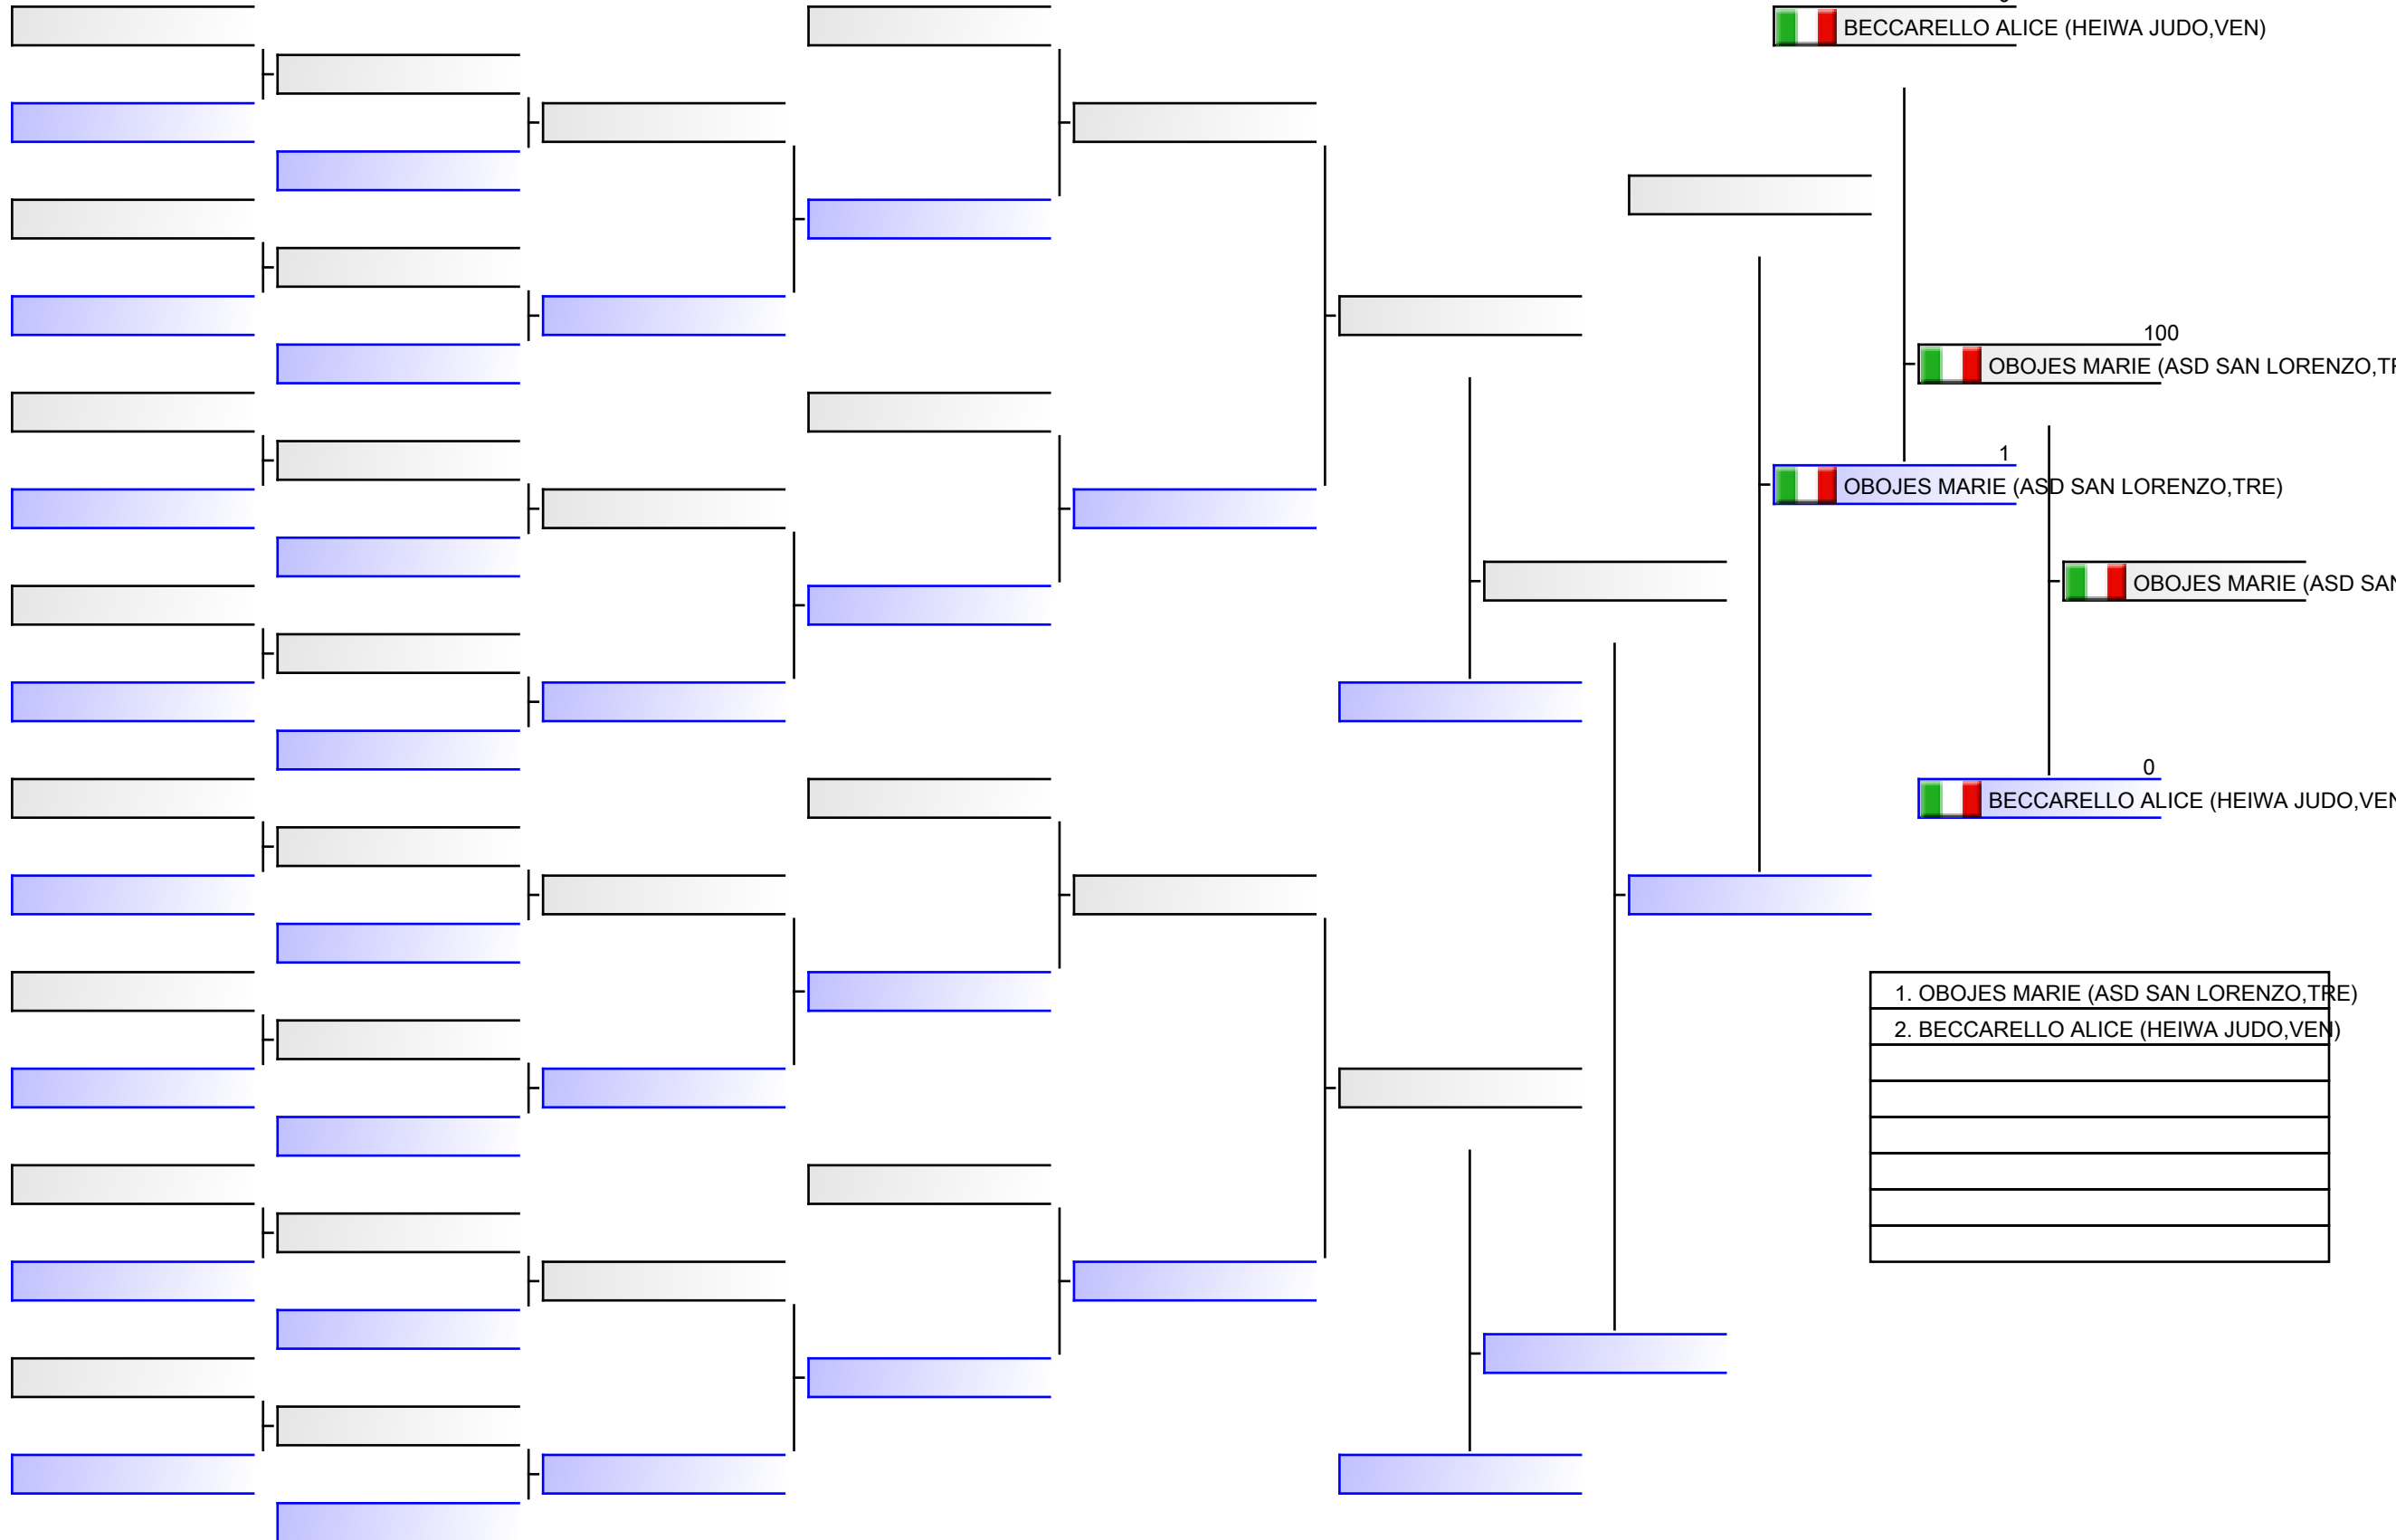 BECCARELLO ALICE (HEIWA JUDO,VEN)
100
OBOJES MARIE (ASD SAN LORENZO,TR
1
OBOJES MARIE (ASD SAN LORENZO,TRE)
OBOJES MARIE (ASD SAN
0
BECCARELLO ALICE (HEIWA JUDO,VEN
1. OBOJES MARIE (ASD SAN LORENZO,TRE)
2. BECCARELLO ALICE (HEIWA JUDO,VEN)